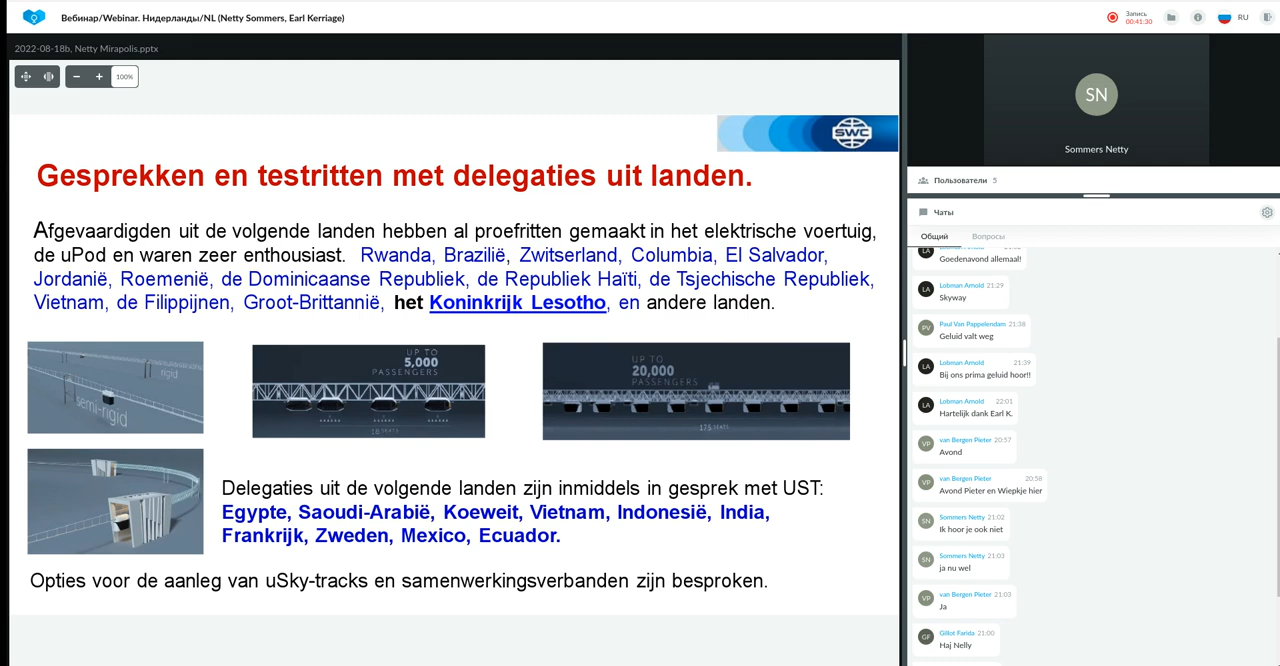 Вебинар/Webinar. Нидерланды/NL (Netty Sommers, Earl Kerriage)
Запись
00:41:30
RU
2022-08-18b, Netty Mirapolis.pptx
100%
SWC
Gesprekken en testritten met delegaties uit landen.
Afgevaardigden uit de volgende landen hebben al proefritten gemaakt in het elektrische voertuig,
de uPod en waren zeer enthousiast. Rwanda, Brazilië, Zwitserland, Columbia, El Salvador,
Jordanië, Roemenië, de Dominicaanse Republiek, de Republiek Haïti, de Tsjechische Republiek,
Vietnam, de Filippijnen, Groot-Brittannië, het Koninkrijk Lesotho, en andere landen.
rigid
semi-rigid
UP TO
5,000
PASSENGERS
18 SEATS
UP TO
20,000
PASSENGERS
175 SEATS
Delegaties uit de volgende landen zijn inmiddels in gesprek met UST:
Egypte, Saoudi-Arabië, Koeweit, Vietnam, Indonesië, India,
Frankrijk, Zweden, Mexico, Ecuador.
Opties voor de aanleg van uSky-tracks en samenwerkingsverbanden zijn besproken.
SN
Sommers Netty
Пользователи 5
Чаты
Общий Вопросы
LA
Goedenavond allemaal!
LA Lobman Arnold 21:29
Skyway
PV Paul Van Pappelendam 21:38
Geluid valt weg
LA Lobman Arnold 21:39
Bij ons prima geluid hoor!!
LA Lobman Arnold 22:01
Hartelijk dank Earl K.
VP van Bergen Pieter 20:57
Avond
VP van Bergen Pieter 20:58
Avond Pieter en Wiepkje hier
SN Sommers Netty 21:02
Ik hoor je ook niet
SN Sommers Netty 21:03
ja nu wel
VP van Bergen Pieter 21:03
Ja
GF Gillot Farida 21:00
Haj Nelly